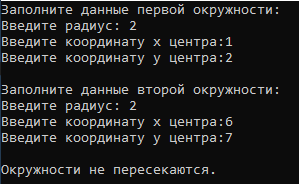 Заполните данные первой окружности:
Введите радиус: 2
Введите координату x центра:1
Введите координату y центра:2
Заполните данные второй окружности:
Введите радиус: 2
Введите координату x центра:6
Введите координату y центра:7
Окружности не пересекаются.